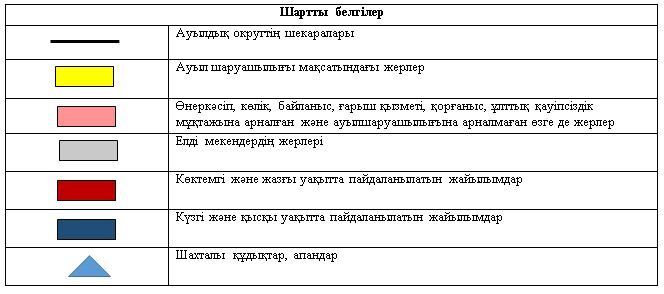 Шартты белгілер
Ауылдық округтің шекаралары
Ауыл шаруашылығы мақсатындағы жерлер
Өнеркәсіп, көлік, байланыс, ғарыш қызметі, қорғаныс, ұлттық қауіпсіздік
мұқтажына арналған және ауылшаруашылығына арналмаған өзге де жерлер
Елді мекендердің жерлері
Көктемгі және жазғы уақытта пайдаланылатын жайылымдар
Күзгі және қысқы уақытта пайдаланылатын жайылымдар
Шахталы құдықтар, апандар